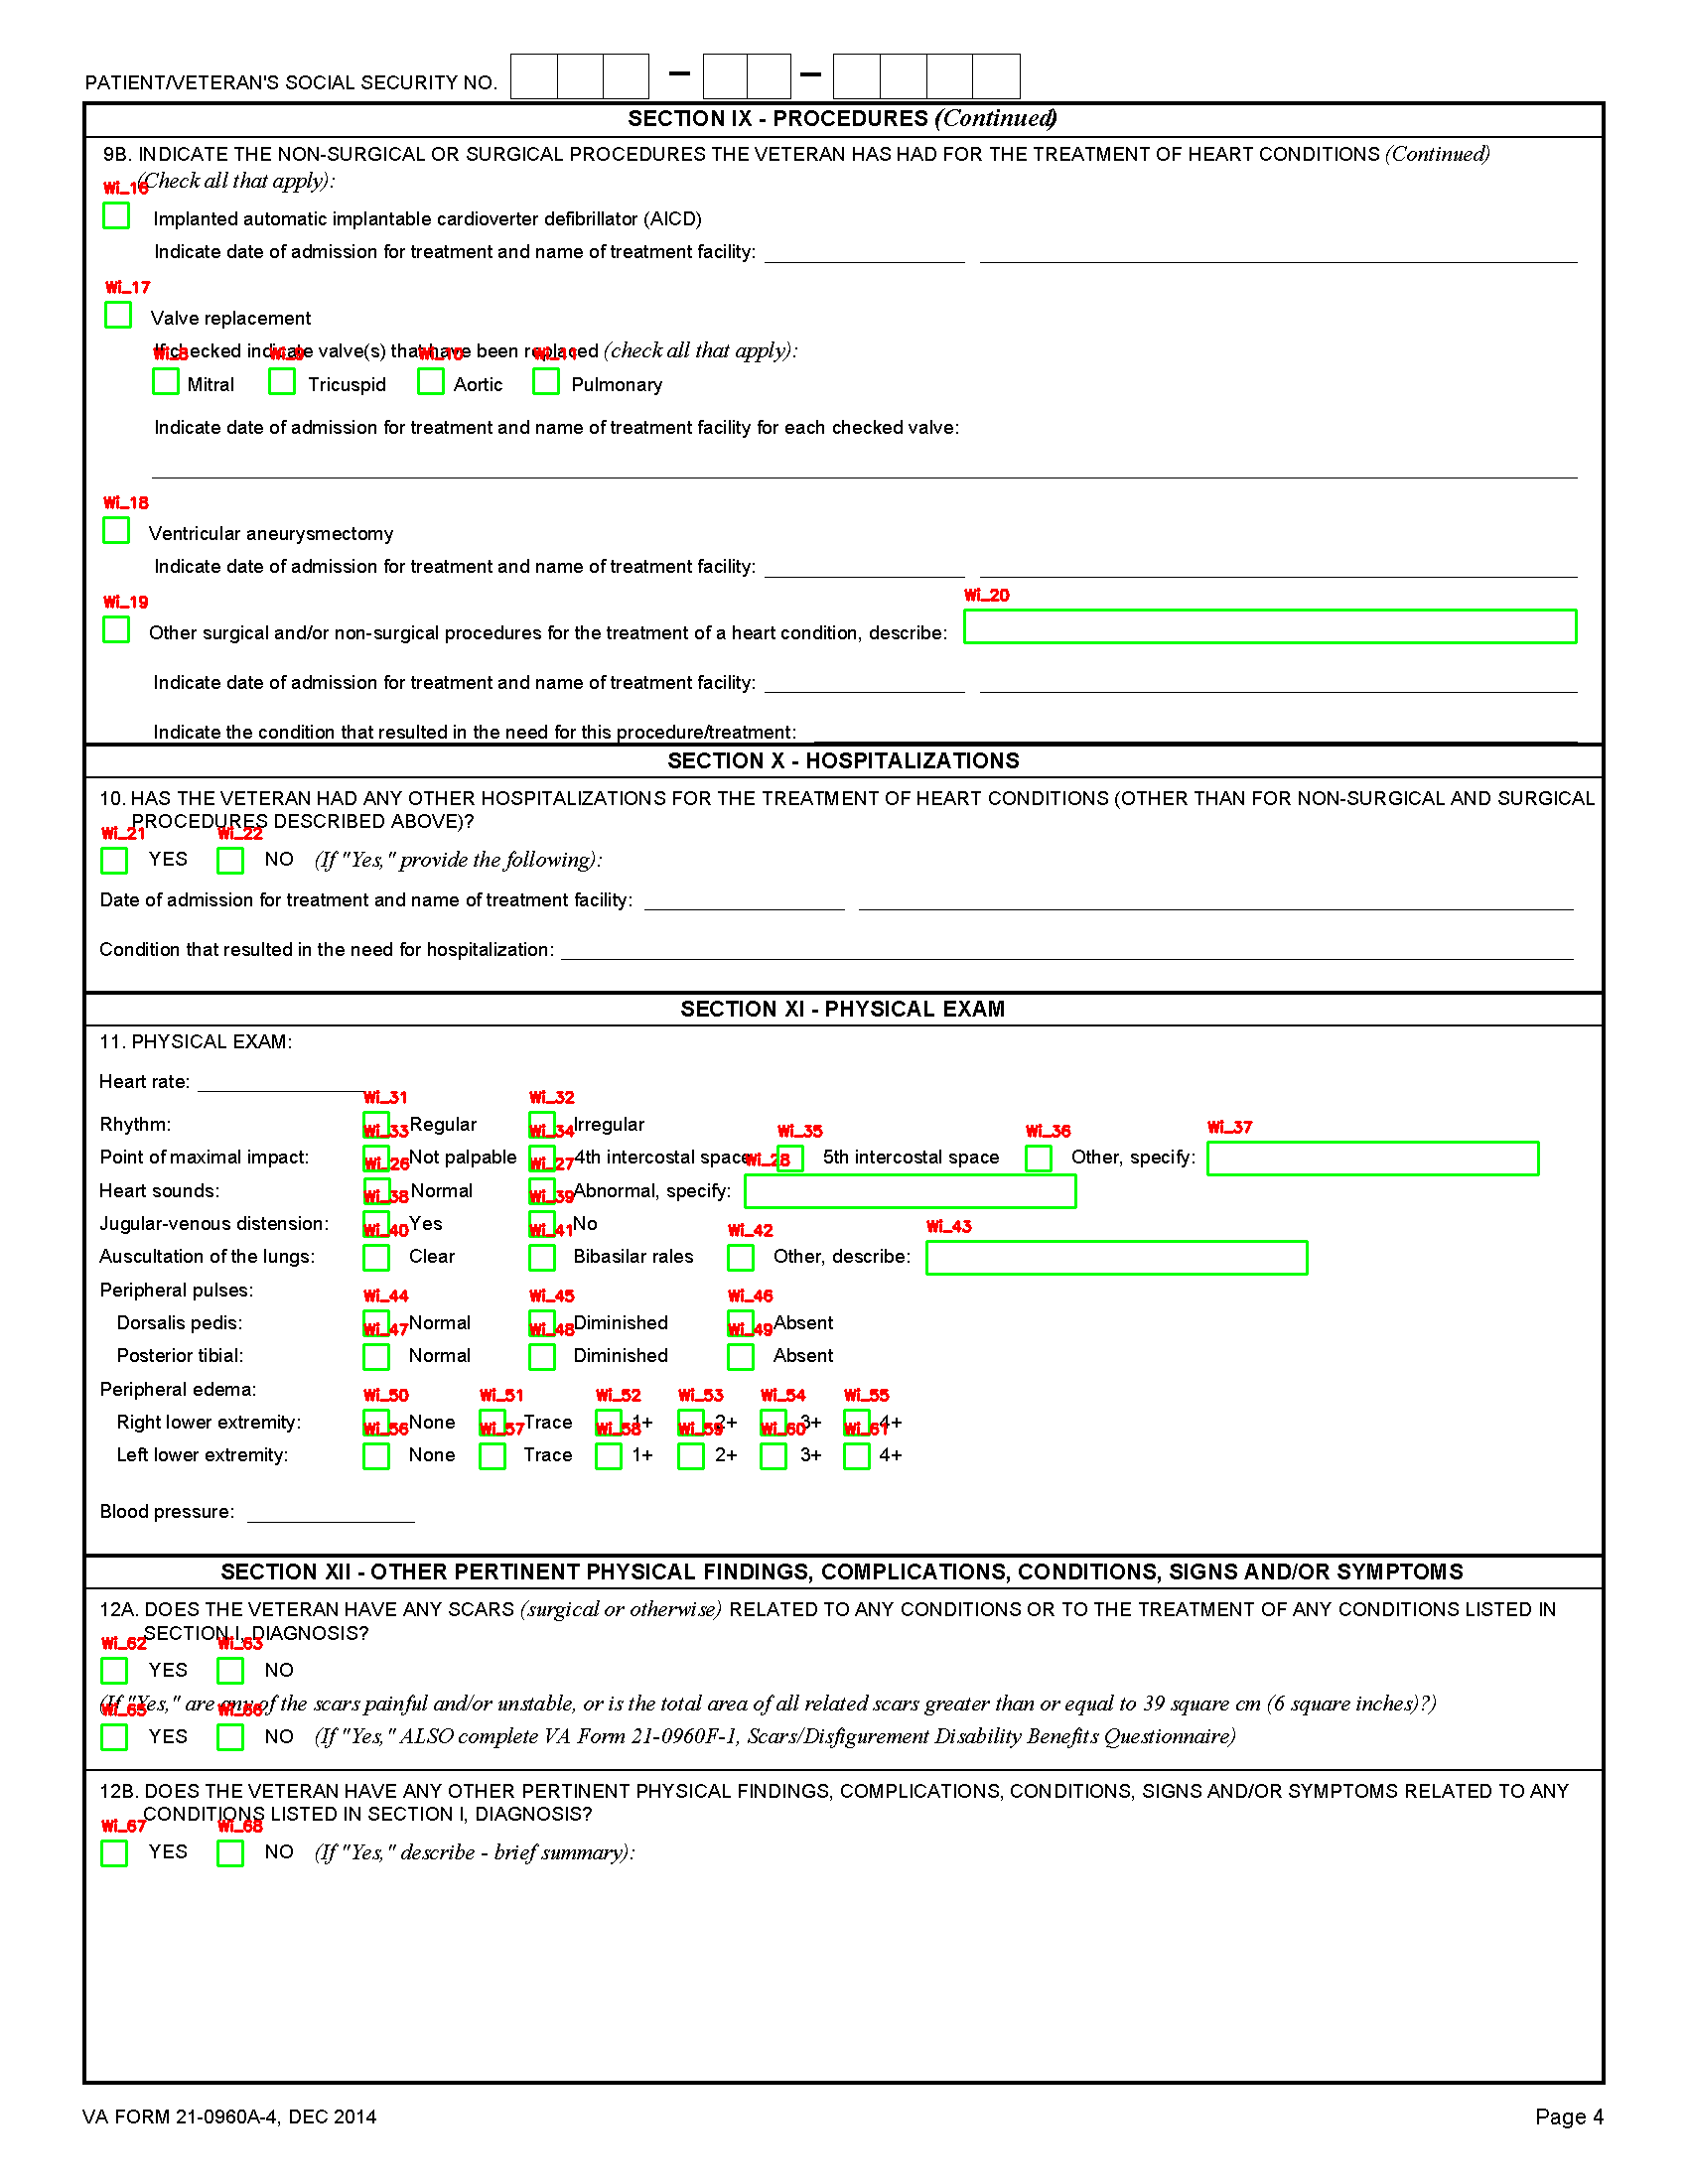 PATIENT/VETERAN'S SOCIAL SECURITY NO. – –
SECTION IX - PROCEDURES (Continued)
9B. INDICATE THE NON-SURGICAL OR SURGICAL PROCEDURES THE VETERAN HAS HAD FOR THE TREATMENT OF HEART CONDITIONS (Continued)
(Check all that apply):
Wi_16
Implanted automatic implantable cardioverter defibrillator (AICD)
Indicate date of admission for treatment and name of treatment facility:
Wi_17
Valve replacement
If checked indicate valve(s) that have been replaced (check all that apply):
Wi_8 Wi_9 Wi_10 Wi_11
Mitral Tricuspid Aortic Pulmonary
Indicate date of admission for treatment and name of treatment facility for each checked valve:
Wi_18
Ventricular aneurysmectomy
Indicate date of admission for treatment and name of treatment facility:
Wi_19 Wi_20
Other surgical and/or non-surgical procedures for the treatment of a heart condition, describe:
Indicate date of admission for treatment and name of treatment facility:
Indicate the condition that resulted in the need for this procedure/treatment:
SECTION X - HOSPITALIZATIONS
10. HAS THE VETERAN HAD ANY OTHER HOSPITALIZATIONS FOR THE TREATMENT OF HEART CONDITIONS (OTHER THAN FOR NON-SURGICAL AND SURGICAL
PROCEDURES DESCRIBED ABOVE)?
Wi_21 Wi_22
YES NO (If "Yes," provide the following):
Date of admission for treatment and name of treatment facility:
Condition that resulted in the need for hospitalization:
SECTION XI - PHYSICAL EXAM
11. PHYSICAL EXAM:
Heart rate:
Wi_31 Wi_32
Rhythm: Regular Irregular
Wi_33 Wi_34 Wi_35 Wi_36 Wi_37
Point of maximal impact: Not palpable 4th intercostal space 5th intercostal space Other, specify:
Wi_26 Wi_27 Wi_28
Heart sounds: Normal Abnormal, specify:
Wi_38 Wi_39
Jugular-venous distension: Yes No
Wi_40 Wi_41 Wi_42 Wi_43
Auscultation of the lungs: Clear Bibasilar rales Other, describe:
Peripheral pulses:
Wi_44 Wi_45 Wi_46
Dorsalis pedis: Normal Diminished Absent
Wi_47 Wi_48 Wi_49
Posterior tibial: Normal Diminished Absent
Peripheral edema:
Wi_50 Wi_51 Wi_52 Wi_53 Wi_54 Wi_55
Right lower extremity: None Trace 1+ 2+ 3+ 4+
Wi_56 Wi_57 Wi_58 Wi_59 Wi_60 Wi_61
Left lower extremity: None Trace 1+ 2+ 3+ 4+
Blood pressure:
SECTION XII - OTHER PERTINENT PHYSICAL FINDINGS, COMPLICATIONS, CONDITIONS, SIGNS AND/OR SYMPTOMS
12A. DOES THE VETERAN HAVE ANY SCARS (surgical or otherwise) RELATED TO ANY CONDITIONS OR TO THE TREATMENT OF ANY CONDITIONS LISTED IN
SECTION I, DIAGNOSIS?
Wi_62 Wi_63
YES NO
(If "Yes," are any of the scars painful and/or unstable, or is the total area of all related scars greater than or equal to 39 square cm (6 square inches)?)
Wi_65 Wi_66
YES NO (If "Yes," ALSO complete VA Form 21-0960F-1, Scars/Disfigurement Disability Benefits Questionnaire)
12B. DOES THE VETERAN HAVE ANY OTHER PERTINENT PHYSICAL FINDINGS, COMPLICATIONS, CONDITIONS, SIGNS AND/OR SYMPTOMS RELATED TO ANY
CONDITIONS LISTED IN SECTION I, DIAGNOSIS?
Wi_67 Wi_68
YES NO (If "Yes," describe - brief summary):
VA FORM 21-0960A-4, DEC 2014 Page 4